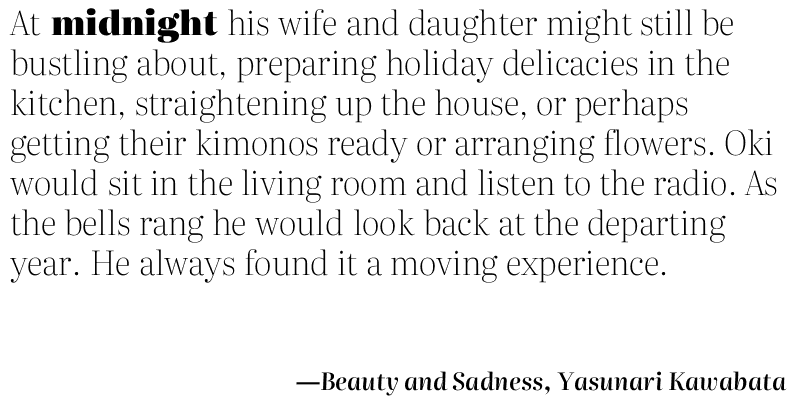 At midnight his wife and daughter might still be
bustling about, preparing holiday delicacies in the
kitchen, straightening up the house, or perhaps
getting their kimonos ready or arranging flowers. Oki
would sit in the living room and listen to the radio. As
the bells rang he would look back at the departing
year. He always found it a moving experience.
—Beauty and Sadness, Yasunari Kawabata